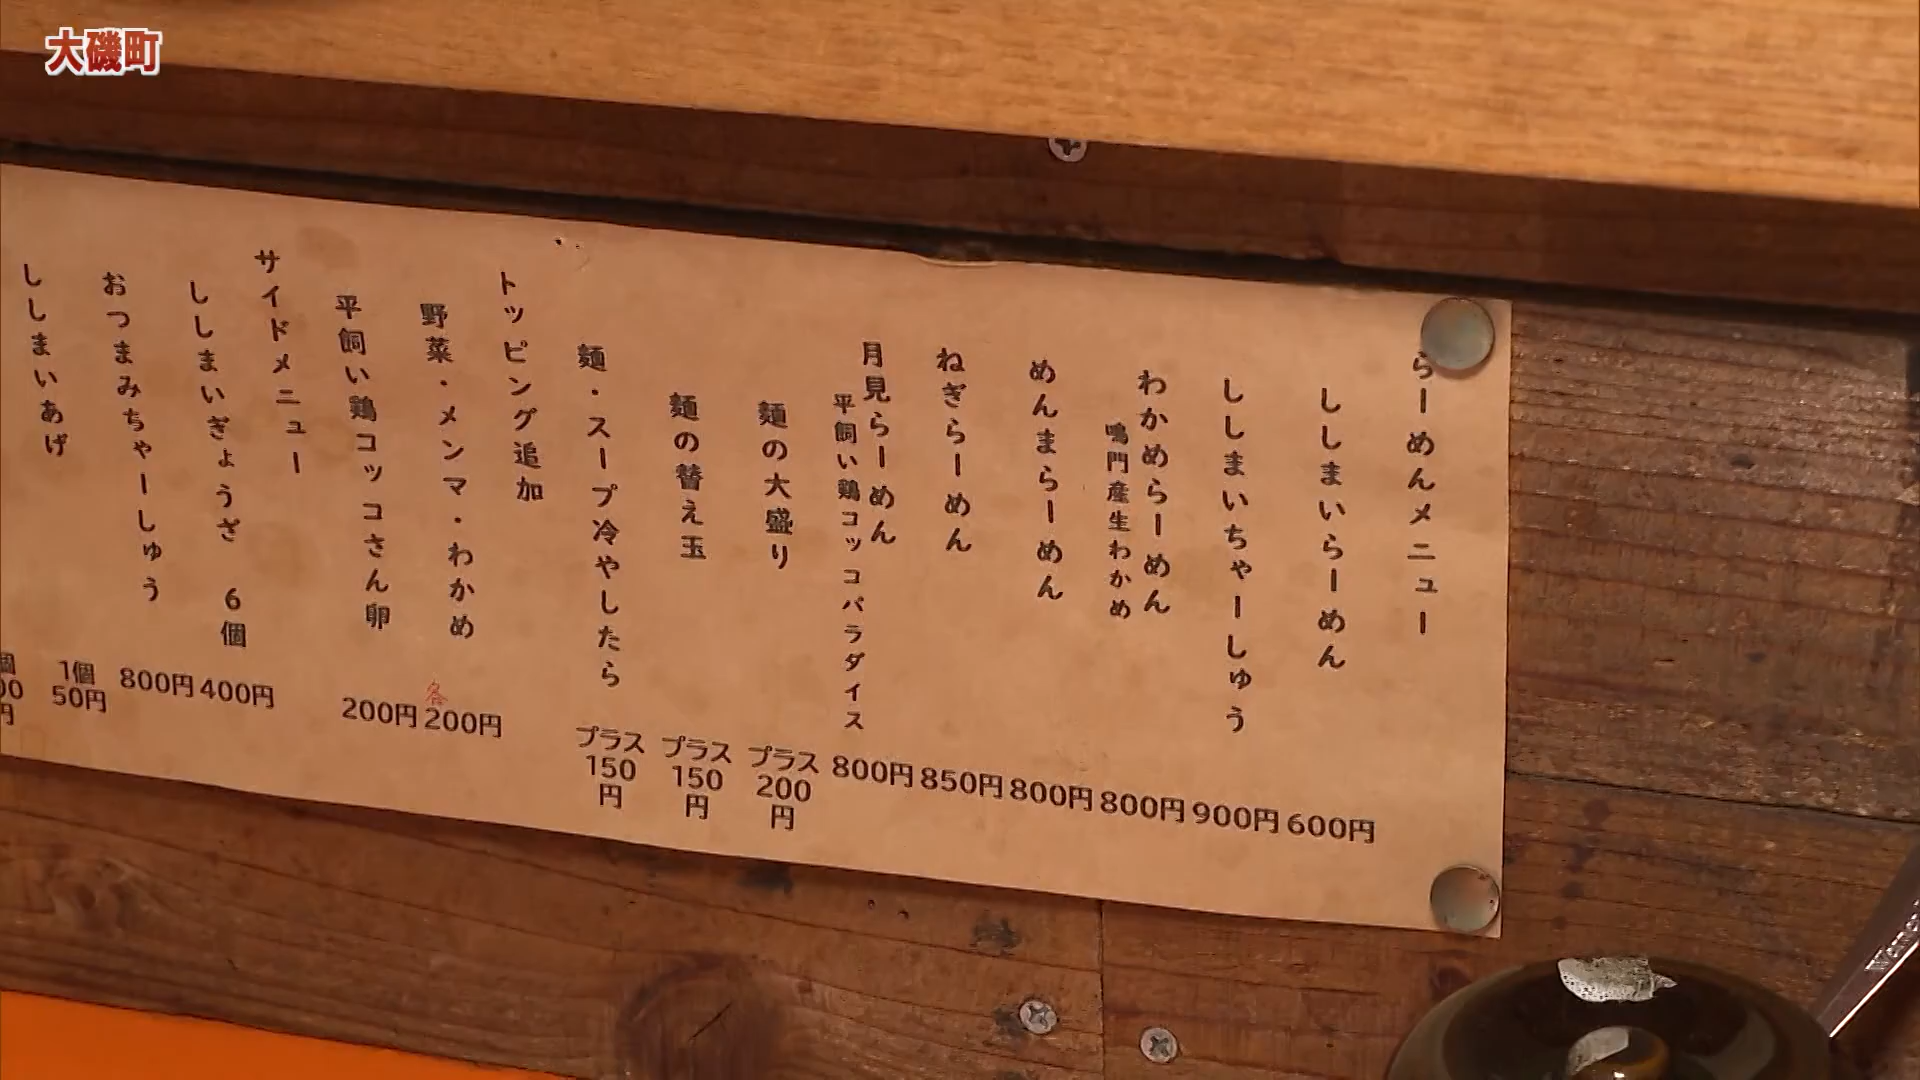 大磯町
らーめんメニュー
ししまいらーめん
600円
ししまいちゃーしゅう
900円
わかめらーめん
鳴門産生わかめ
800円
めんまらーめん
800円
ねぎらーめん
850円
月見らーめん
平飼い鶏コッコパラダイス
800円
麺の大盛り
プラス
200
円
麺の替え玉
プラス
150
円
麺・スープ冷やしたら
プラス
150
円
トッピング追加
野菜・メンマ・わかめ
各
200円
平飼い鶏コッコさん卵
200円
サイドメニュー
ししまいぎょうざ 6個
400円
おつまみちゃーしゅう
800円
ししまいあげ
1個
50円